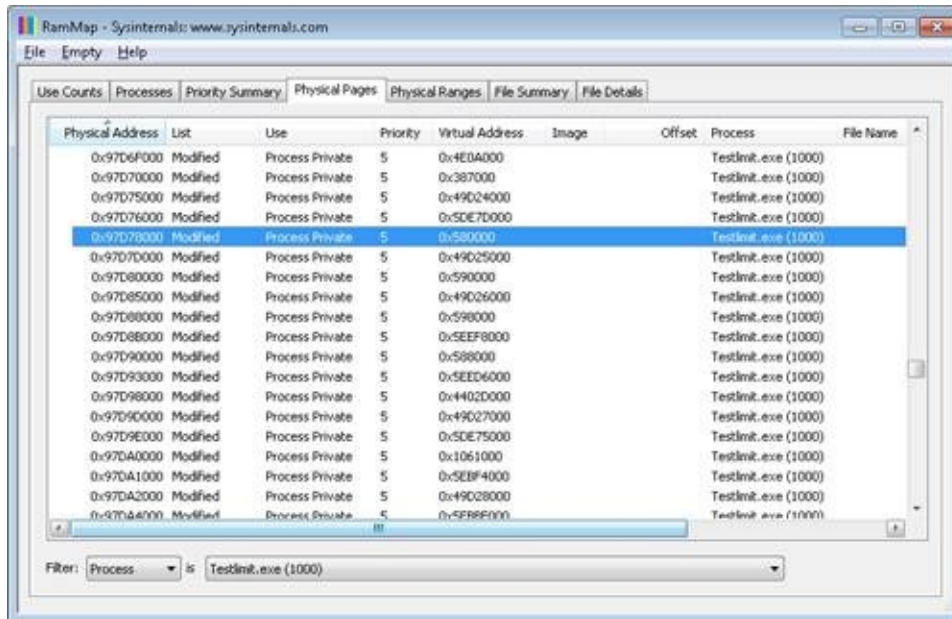 RamMap - Sysinternals: www.sysinternals.com
File Empty Help
Use Counts Processes Priority Summary Physical Pages Physical Ranges File Summary File Details
Physical Address List Use Priority Virtual Address Image Offset Process File Name
0x97D6F000 Modified Process Private 5 0x4E0A000 Testlimit.exe (1000)
0x97D70000 Modified Process Private 5 0x387000 Testlimit.exe (1000)
0x97D75000 Modified Process Private 5 0x49D24000 Testlimit.exe (1000)
0x97D76000 Modified Process Private 5 0x5DE7D000 Testlimit.exe (1000)
0x97D78000 Modified Process Private 5 0x580000 Testlimit.exe (1000)
0x97D7D000 Modified Process Private 5 0x49D25000 Testlimit.exe (1000)
0x97D80000 Modified Process Private 5 0x590000 Testlimit.exe (1000)
0x97D85000 Modified Process Private 5 0x49D26000 Testlimit.exe (1000)
0x97D88000 Modified Process Private 5 0x598000 Testlimit.exe (1000)
0x97D8B000 Modified Process Private 5 0x5EEF8000 Testlimit.exe (1000)
0x97D90000 Modified Process Private 5 0x588000 Testlimit.exe (1000)
0x97D93000 Modified Process Private 5 0x5EED6000 Testlimit.exe (1000)
0x97D98000 Modified Process Private 5 0x4402D000 Testlimit.exe (1000)
0x97D9D000 Modified Process Private 5 0x49D27000 Testlimit.exe (1000)
0x97D9E000 Modified Process Private 5 0x5DE75000 Testlimit.exe (1000)
0x97DA0000 Modified Process Private 5 0x1061000 Testlimit.exe (1000)
0x97DA1000 Modified Process Private 5 0x5EBF4000 Testlimit.exe (1000)
0x97DA2000 Modified Process Private 5 0x49D28000 Testlimit.exe (1000)
0x97DA4000 Modified Process Private 5 Testlimit.exe (1000)
Filter: Process is Testlimit.exe (1000)